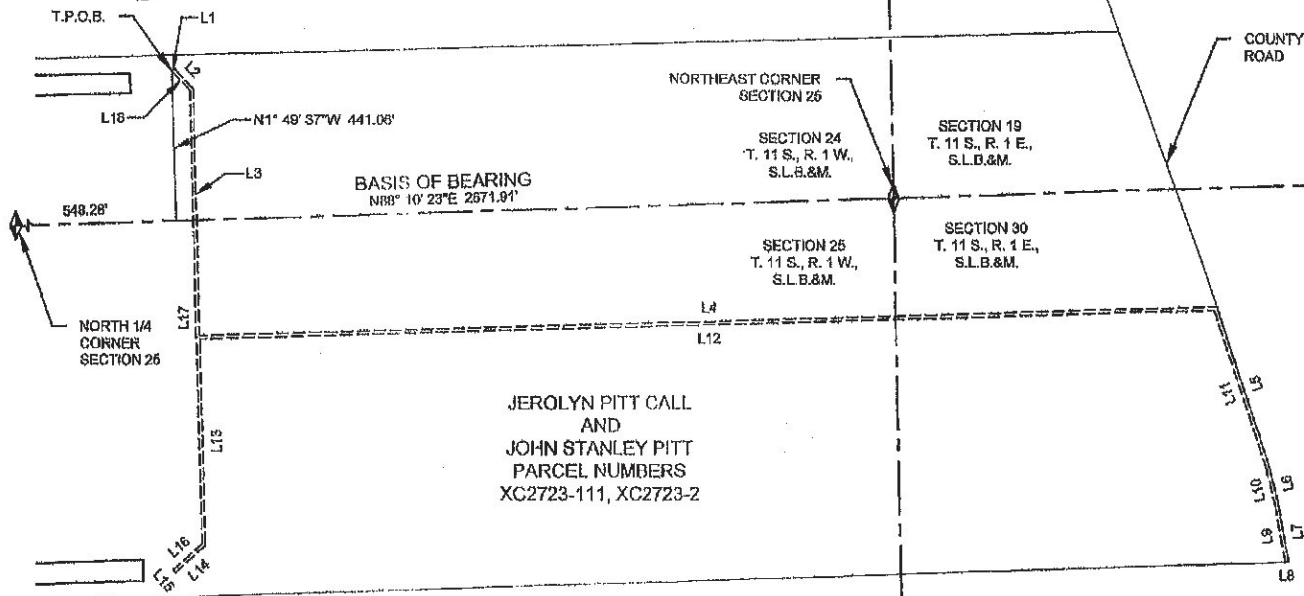 T.P.O.B.
L1
L2
L18
N1° 49' 37"W 441.06'
L3
BASIS OF BEARING
N88° 10' 23"E 2671.91'
548.28'
NORTH 1/4
CORNER
SECTION 25
NORTHEAST CORNER
SECTION 25
SECTION 24
T. 11 S., R. 1 W.,
S.L.B.&M.
SECTION 19
T. 11 S., R. 1 E.,
S.L.B.&M.
COUNTY
ROAD
SECTION 25
T. 11 S., R. 1 W.,
S.L.B.&M.
SECTION 30
T. 11 S., R. 1 E.,
S.L.B.&M.
L17
L4
L12
L5
L11
JEROLYN PITT CALL
AND
JOHN STANLEY PITT
PARCEL NUMBERS
XC2723-111, XC2723-2
L13
L6
L10
L7
L9
L8
L16
L14
L15